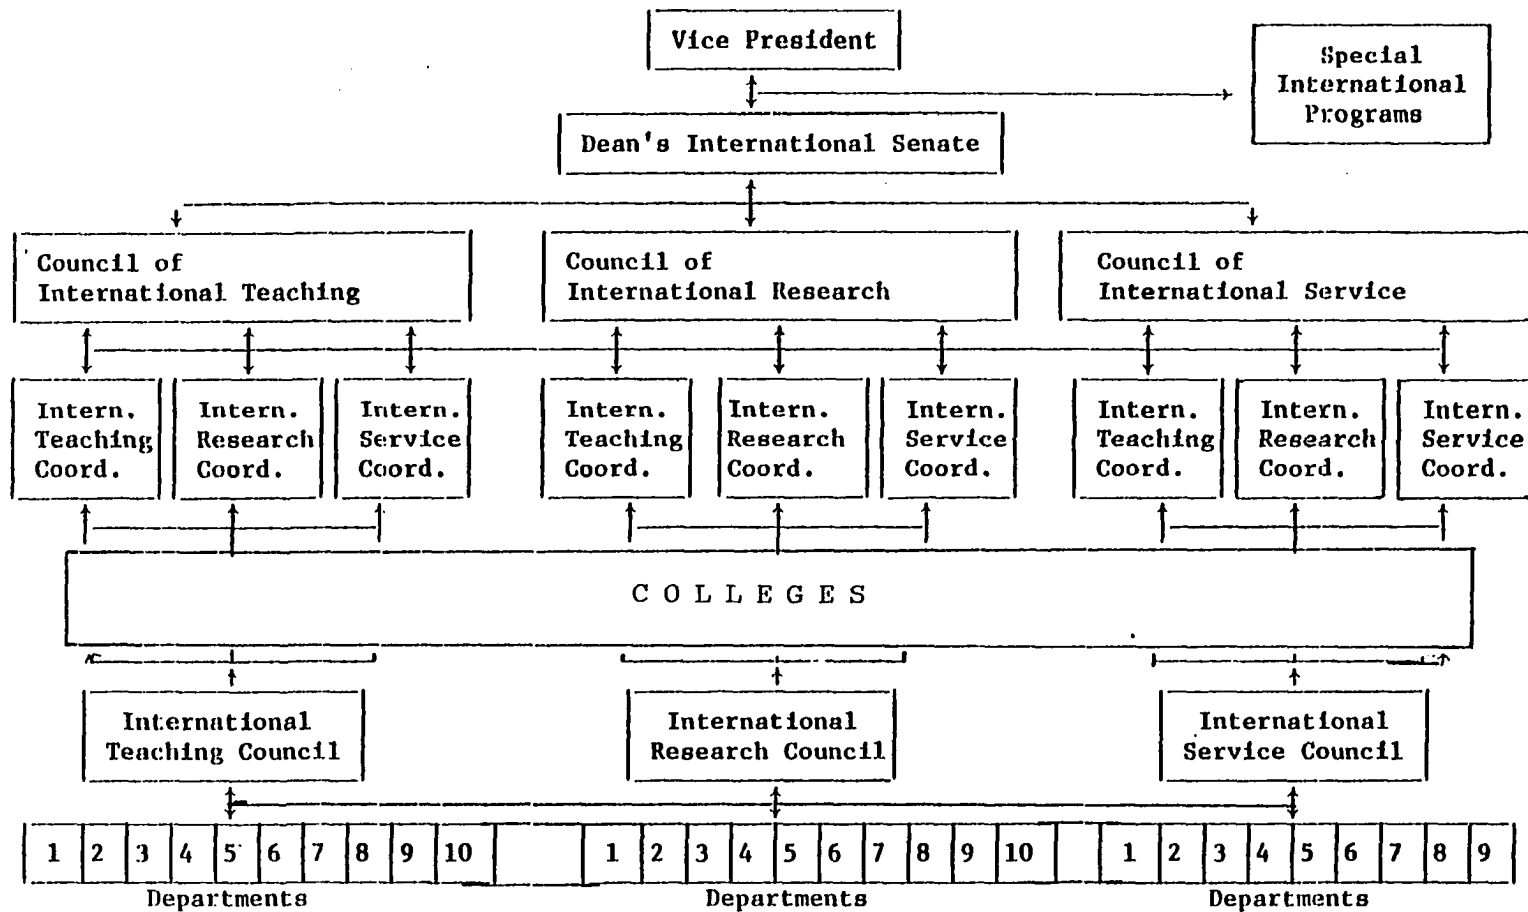 Vice President
Special
International
Programs
Dean's International Senate
Council of
International Teaching
Council of
International Research
Council of
International Service
Intern.
Teaching
Coord.
Intern.
Research
Coord.
Intern.
Service
Coord.
Intern.
Teaching
Coord.
Intern.
Research
Coord.
Intern.
Service
Coord.
Intern.
Teaching
Coord.
Intern.
Research
Coord.
Intern.
Service
Coord.
COLLEGES
International
Teaching Council
International
Research Council
International
Service Council
1 2 3 4 5 6 7 8 9 10
1 2 3 4 5 6 7 8 9 10
1 2 3 4 5 6 7 8 9
Departments
Departments
Departments